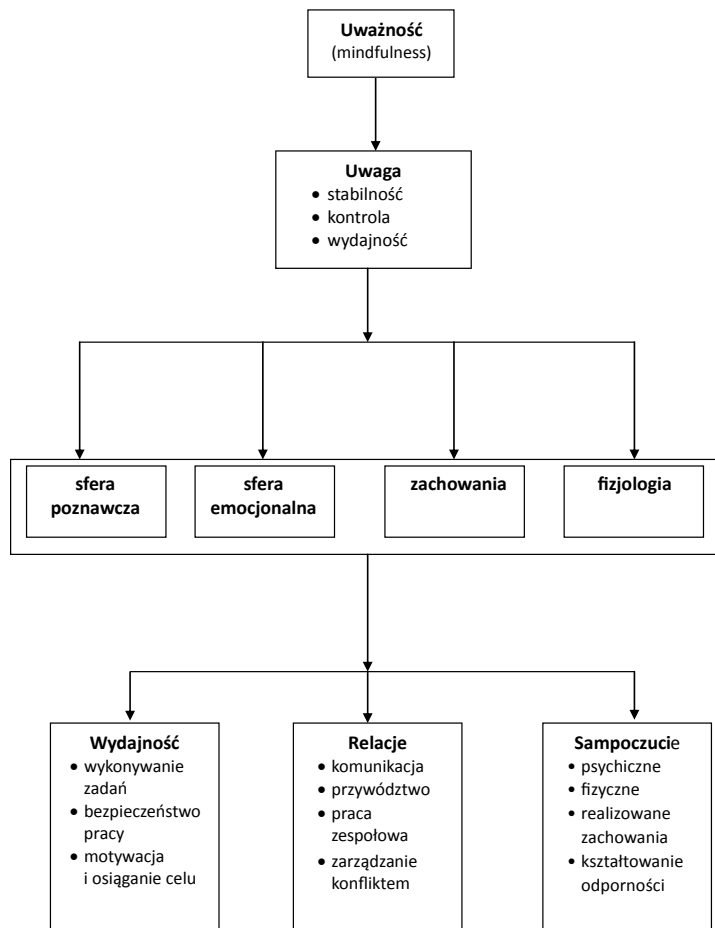 Uważność
(mindfulness)
Uwaga
• stabilność
• kontrola
• wydajność
sfera
poznawcza
sfera
emocjonalna
zachowania
fizjologia
Wydajność
• wykonywanie
zadań
• bezpieczeństwo
pracy
• motywacja
i osiąganie celu
Relacje
• komunikacja
• przywództwo
• praca
zespołowa
• zarządzanie
konfliktem
Sampoczucie
• psychiczne
• fizyczne
• realizowane
zachowania
• kształtowanie
odporności